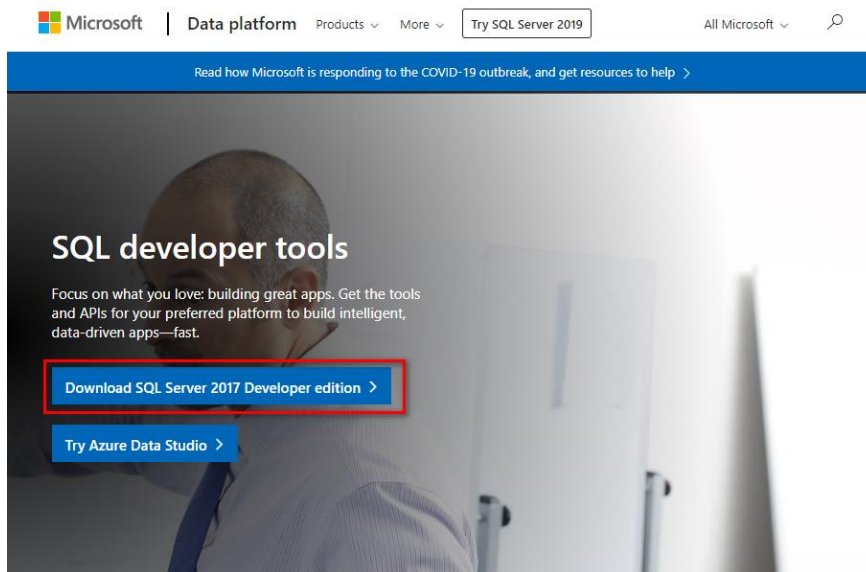 Microsoft Data platform Products More Try SQL Server 2019 All Microsoft
Read how Microsoft is responding to the COVID-19 outbreak, and get resources to help
SQL developer tools
Focus on what you love: building great apps. Get the tools
and APIs for your preferred platform to build intelligent,
data-driven apps—fast.
Download SQL Server 2017 Developer edition
Try Azure Data Studio